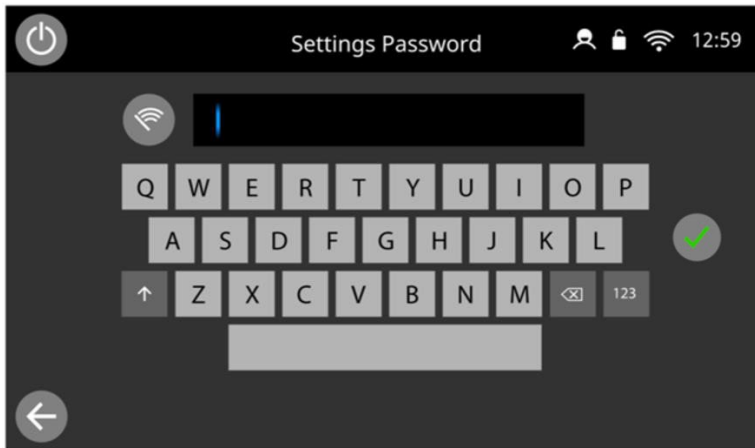 Settings Password 12:59
Q W E R T Y U I O P
A S D F G H J K L
Z X C V B N M 123